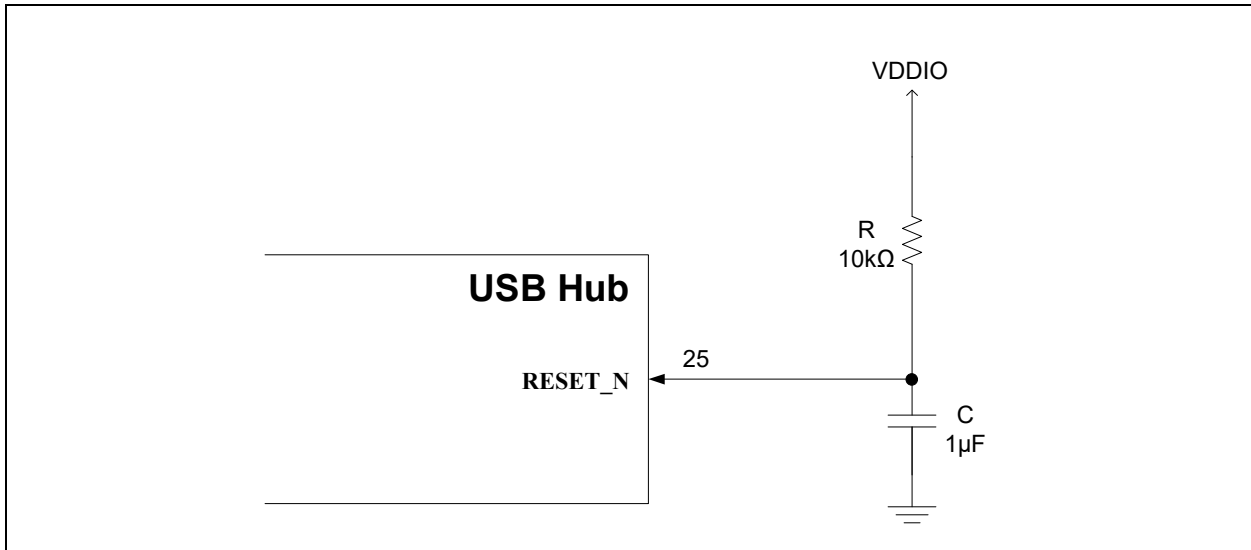 VDDIO
R
10kΩ
USB Hub
25
RESET_N
C
1µF